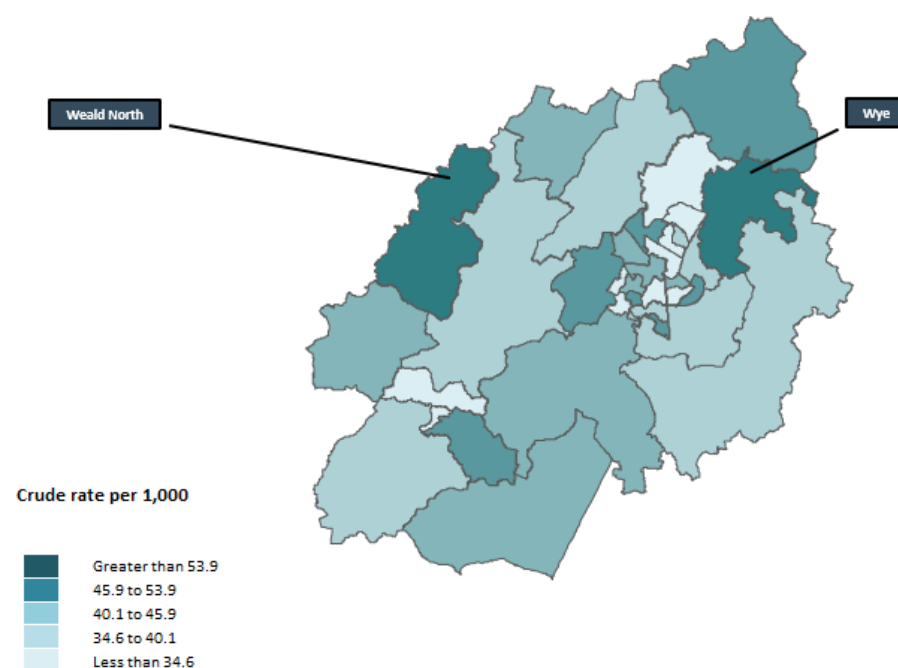 Weald North
Wye
Crude rate per 1,000
Greater than 53.9
45.9 to 53.9
40.1 to 45.9
34.6 to 40.1
Less than 34.6